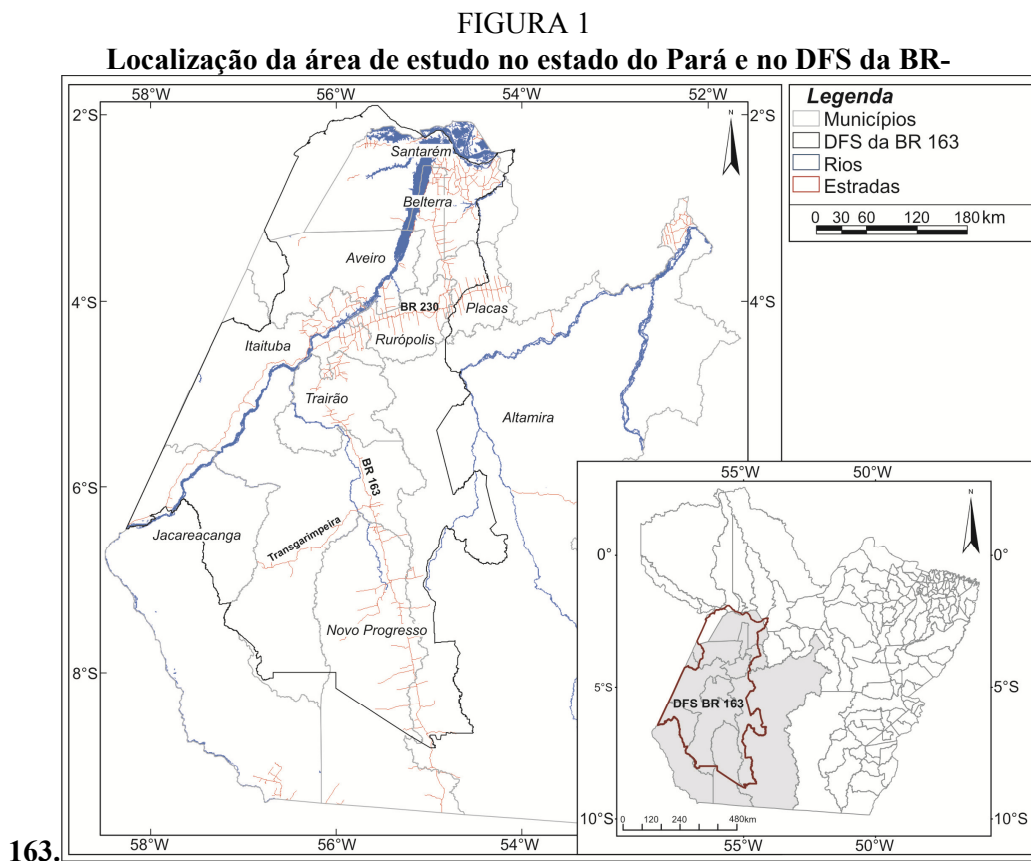 FIGURA 1
Localização da área de estudo no estado do Pará e no DFS da BR-
163.
58°W
56°W
54°W
52°W
2°S
2°S
4°S
4°S
6°S
8°S
58°W
56°W
54°W
N
Santarém
Belterra
Aveiro
BR 230
Placas
Itaituba
Rurópolis
Trairão
Altamira
BR 163
Jacareacanga
Transgarimpeira
Novo Progresso
Legenda
Municípios
DFS da BR 163
Rios
Estradas
0 30 60 120 180 km
55°W
50°W
N
0°
0°
5°S
5°S
DFS BR 163
10°S
10°S
0 120 240 480km
55°W
50°W